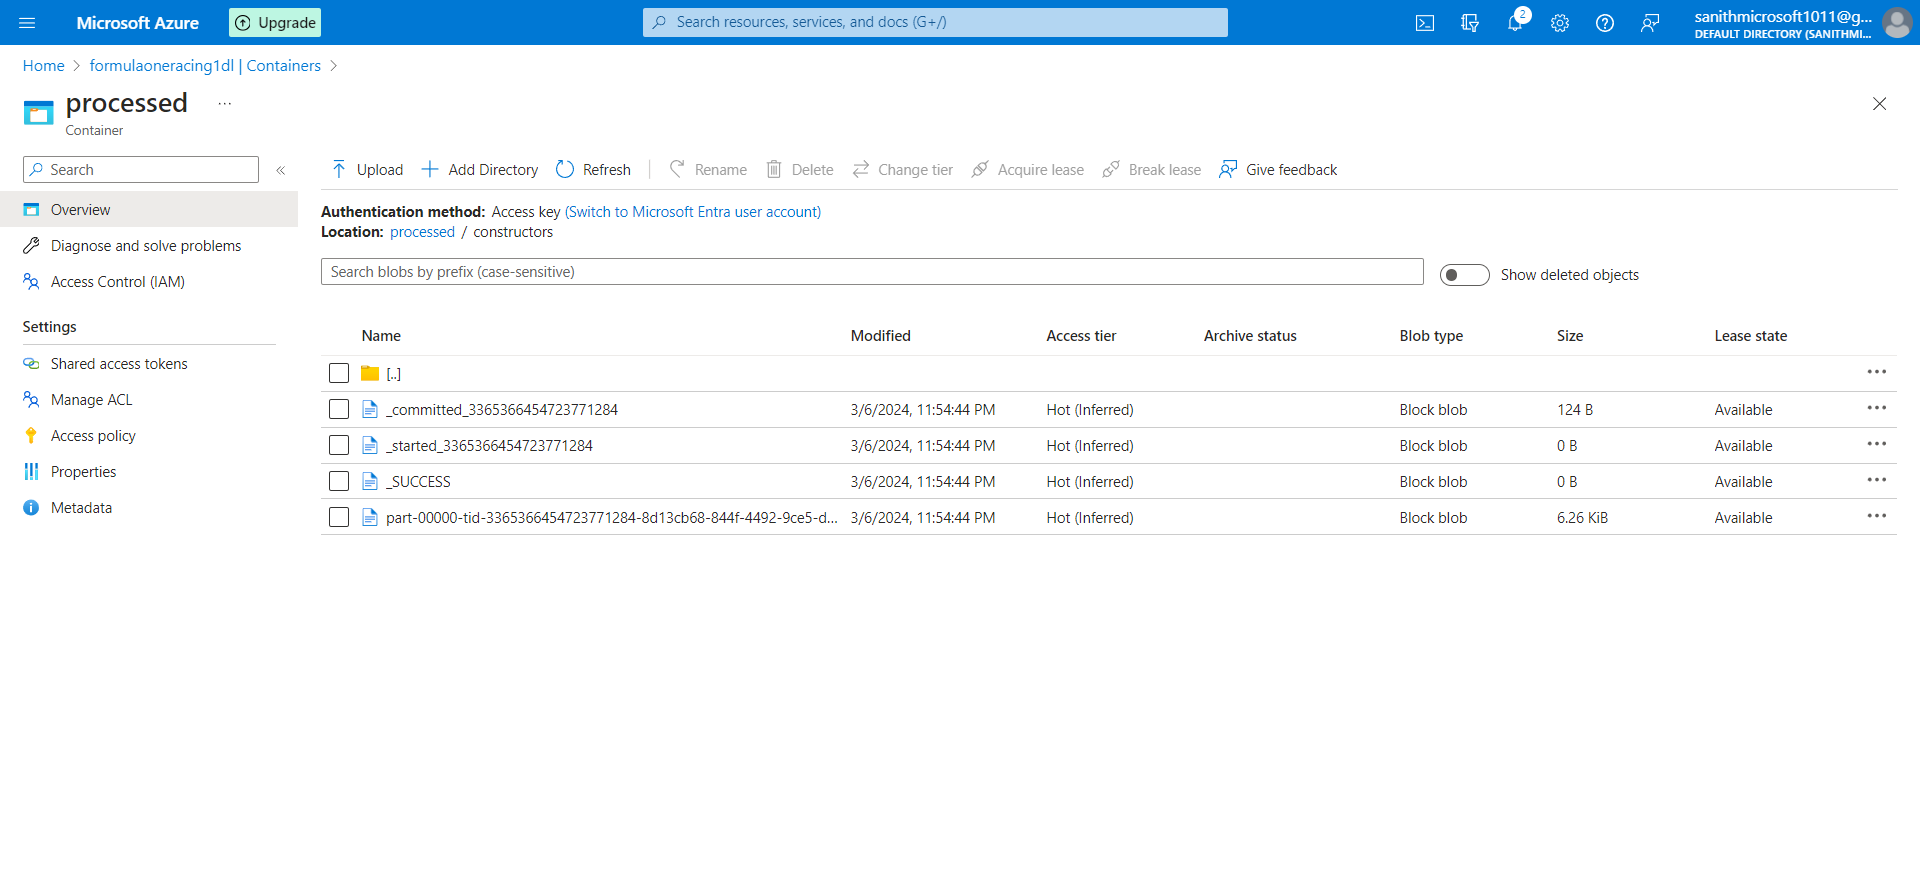 Microsoft Azure
Upgrade
Search resources, services, and docs (G+/)
2
sanithmicrosoft1011@g...
DEFAULT DIRECTORY (SANITHMI...
Home > formulaoneracing1dl | Containers >
processed ...
Container
Search
«
Overview
Diagnose and solve problems
Access Control (IAM)
Settings
Shared access tokens
Manage ACL
Access policy
Properties
Metadata
Upload Add Directory Refresh Rename Delete Change tier Acquire lease Break lease Give feedback
Authentication method: Access key (Switch to Microsoft Entra user account)
Location: processed / constructors
Search blobs by prefix (case-sensitive)
Show deleted objects
Name Modified Access tier Archive status Blob type Size Lease state
[..]
_committed_3365366454723771284 3/6/2024, 11:54:44 PM Hot (Inferred) Block blob 124 B Available
_started_3365366454723771284 3/6/2024, 11:54:44 PM Hot (Inferred) Block blob 0 B Available
_SUCCESS 3/6/2024, 11:54:44 PM Hot (Inferred) Block blob 0 B Available
part-00000-tid-3365366454723771284-8d13cb68-844f-4492-9ce5-d... 3/6/2024, 11:54:44 PM Hot (Inferred) Block blob 6.26 KiB Available